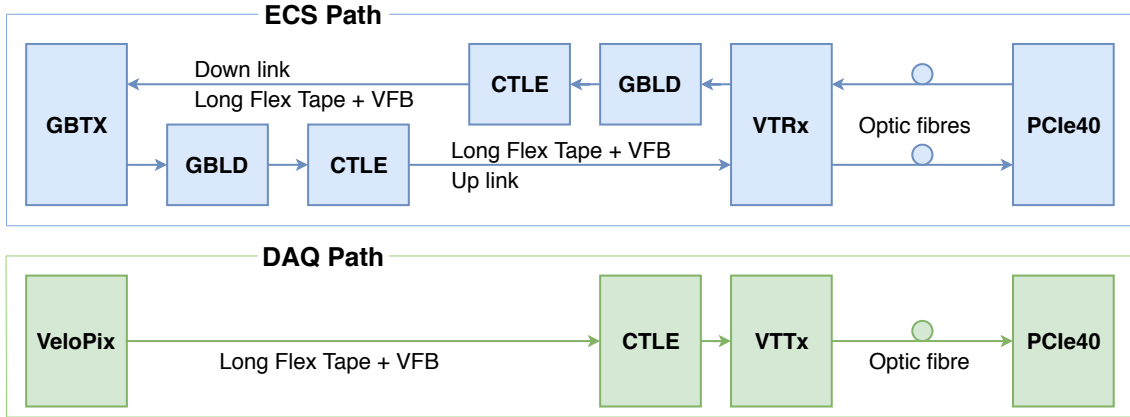 ECS Path
Down link
Long Flex Tape + VFB
CTLE
GBLD
GBTX
VTRx
Optic fibres
PCIe40
GBLD
CTLE
Long Flex Tape + VFB
Up link
DAQ Path
VeloPix
Long Flex Tape + VFB
CTLE
VTTx
Optic fibre
PCIe40